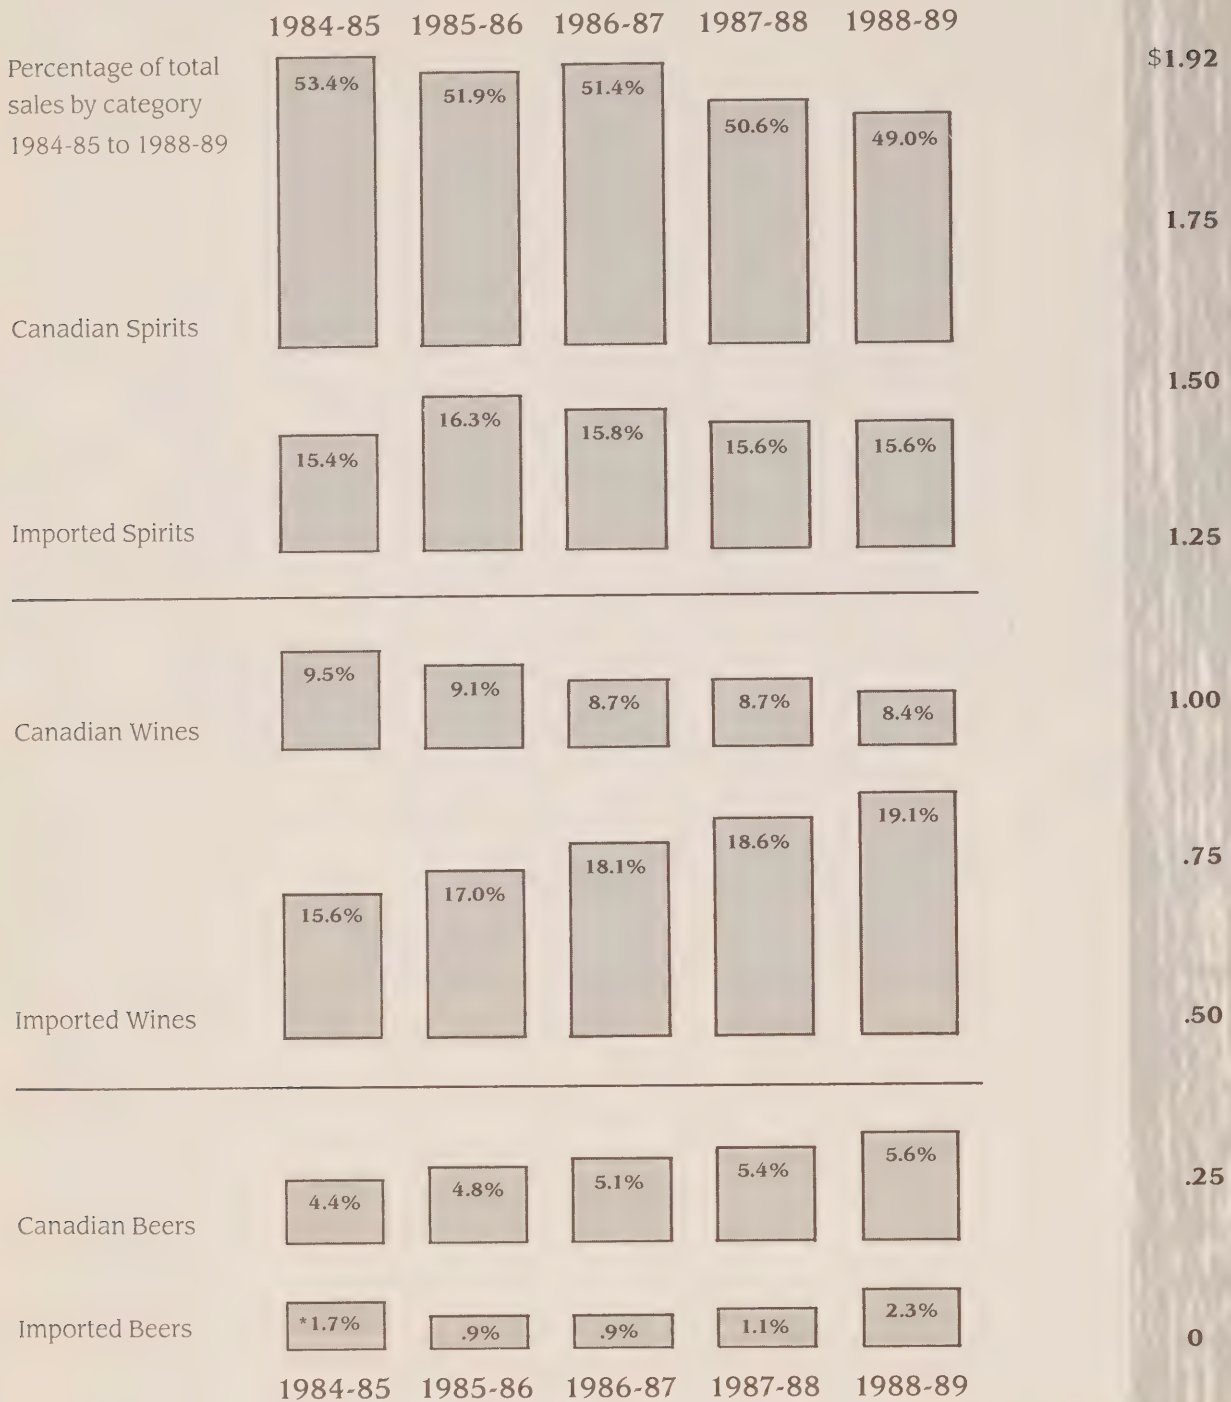 1984-85 1985-86 1986-87 1987-88 1988-89
Percentage of total
sales by category
1984-85 to 1988-89
53.4% 51.9% 51.4% 50.6% 49.0%
Canadian Spirits
16.3% 15.8% 15.6% 15.6%
15.4%
Imported Spirits
9.5% 9.1% 8.7% 8.7% 8.4%
Canadian Wines
19.1%
18.6%
18.1%
17.0%
15.6%
Imported Wines
4.4% 4.8% 5.1% 5.4% 5.6%
Canadian Beers
*1.7% .9% .9% 1.1% 2.3%
Imported Beers
1984-85 1985-86 1986-87 1987-88 1988-89
$1.92
1.75
1.50
1.25
1.00
.75
.50
.25
0